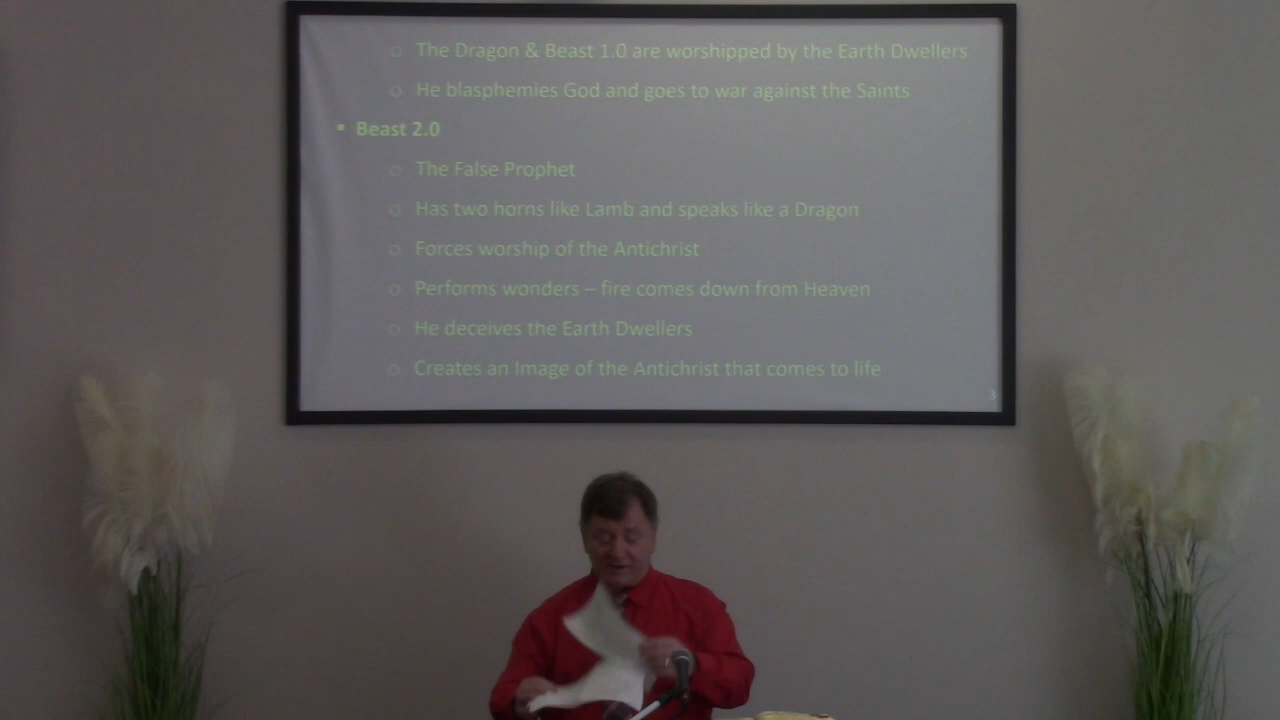 The Dragon & Beast 1.0 are worshipped by the Earth Dwellers
He blasphemies God and goes to war against the Saints
Beast 2.0
The False Prophet
Has two horns like Lamb and speaks like a Dragon
Forces worship of the Antichrist
Performs wonders – fire comes down from Heaven
He deceives the Earth Dwellers
Creates an Image of the Antichrist that comes to life
3